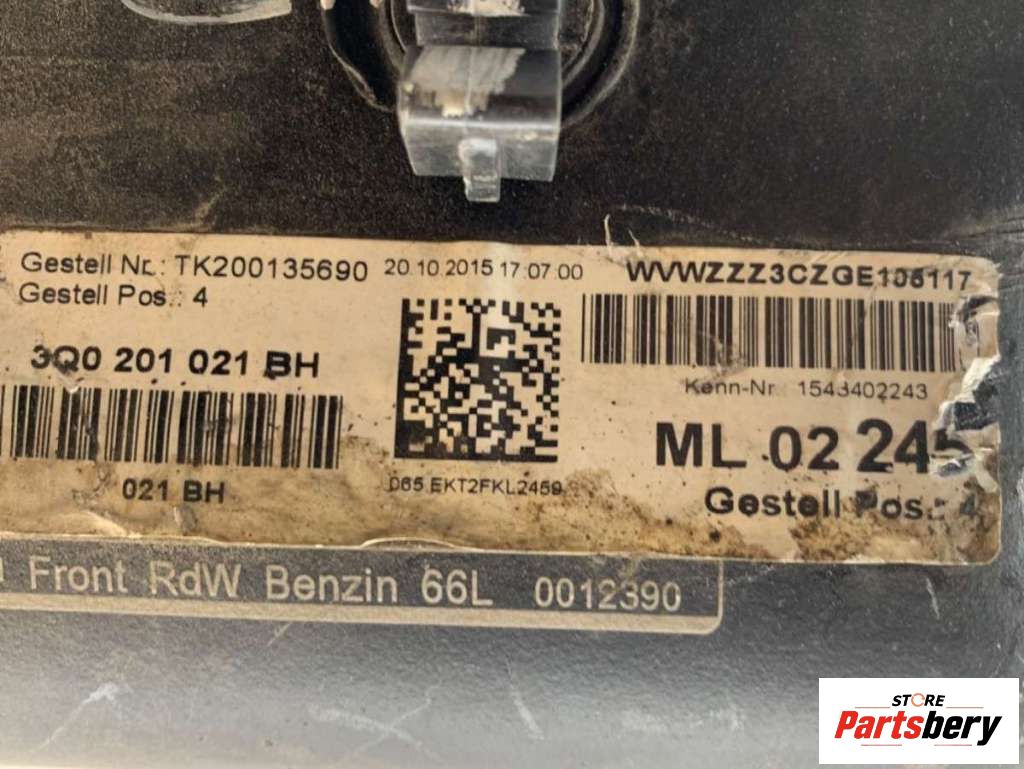 Gestell Nr.: TK200135690 20.10.2015 17:07:00 WVWZZZ3CZGE106117
Gestell Pos.: 4
3Q0 201 021 BH
Kenn-Nr 1543402243
ML 02 245
021 BH
065 EKT2FKL2459
Gestell Pos.: 4
Front RdW Benzin 66L 0012390
STORE
Partsbery